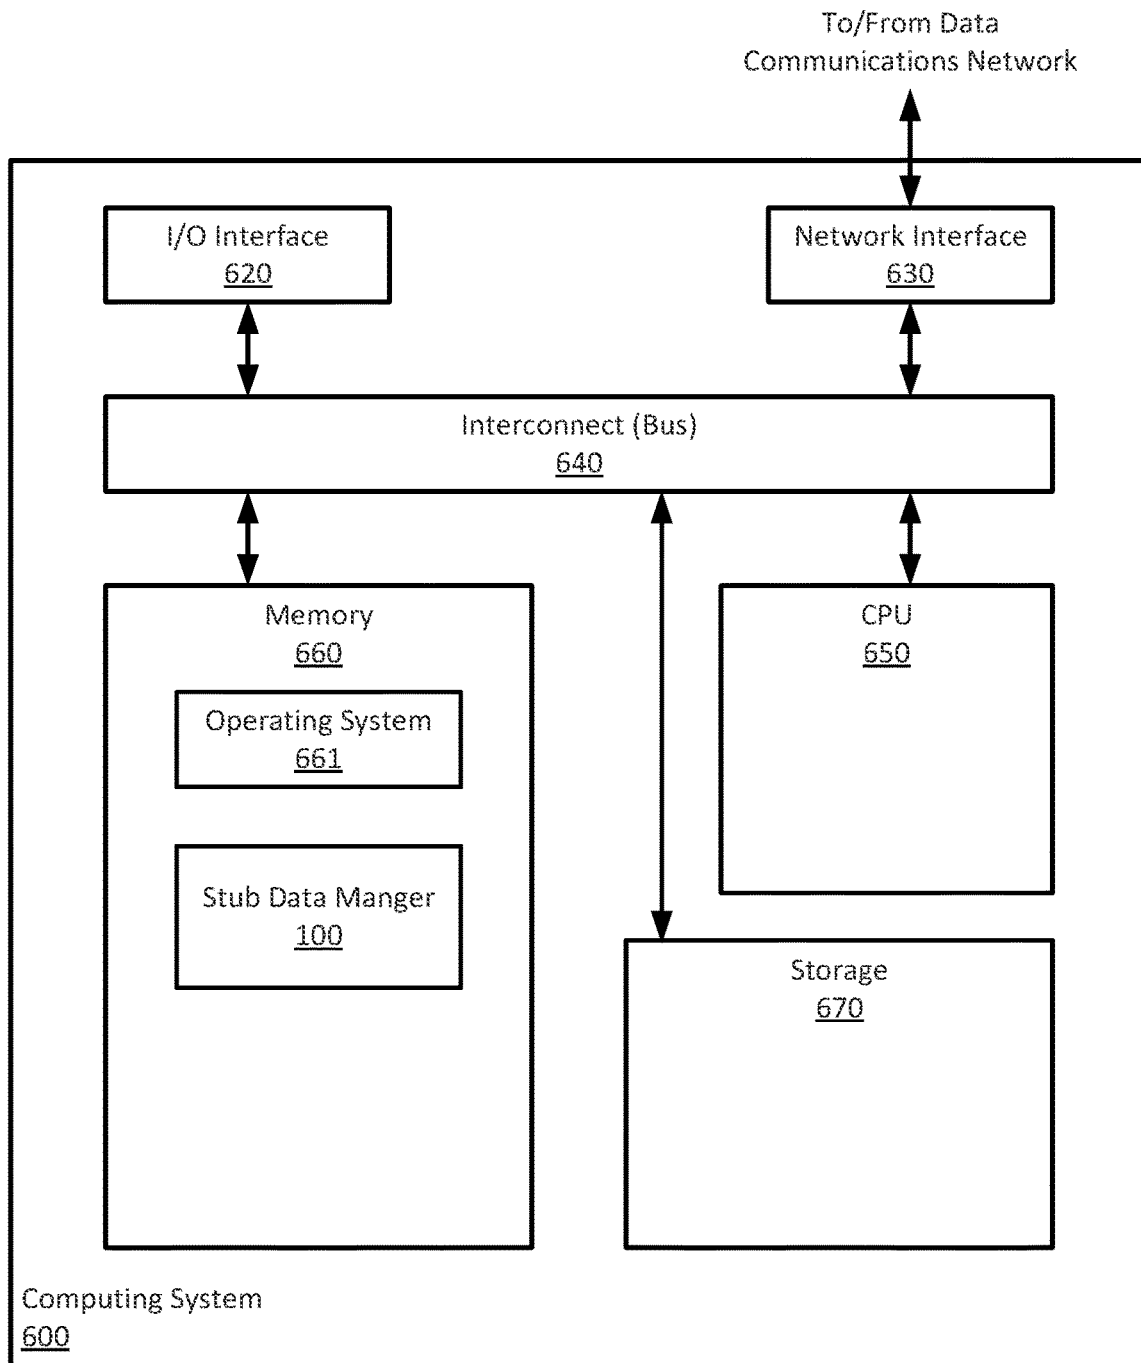 To/From Data
Communications Network
I/O Interface
620
Network Interface
630
Interconnect (Bus)
640
Memory
660
CPU
650
Operating System
661
Stub Data Manger
100
Storage
670
Computing System
600